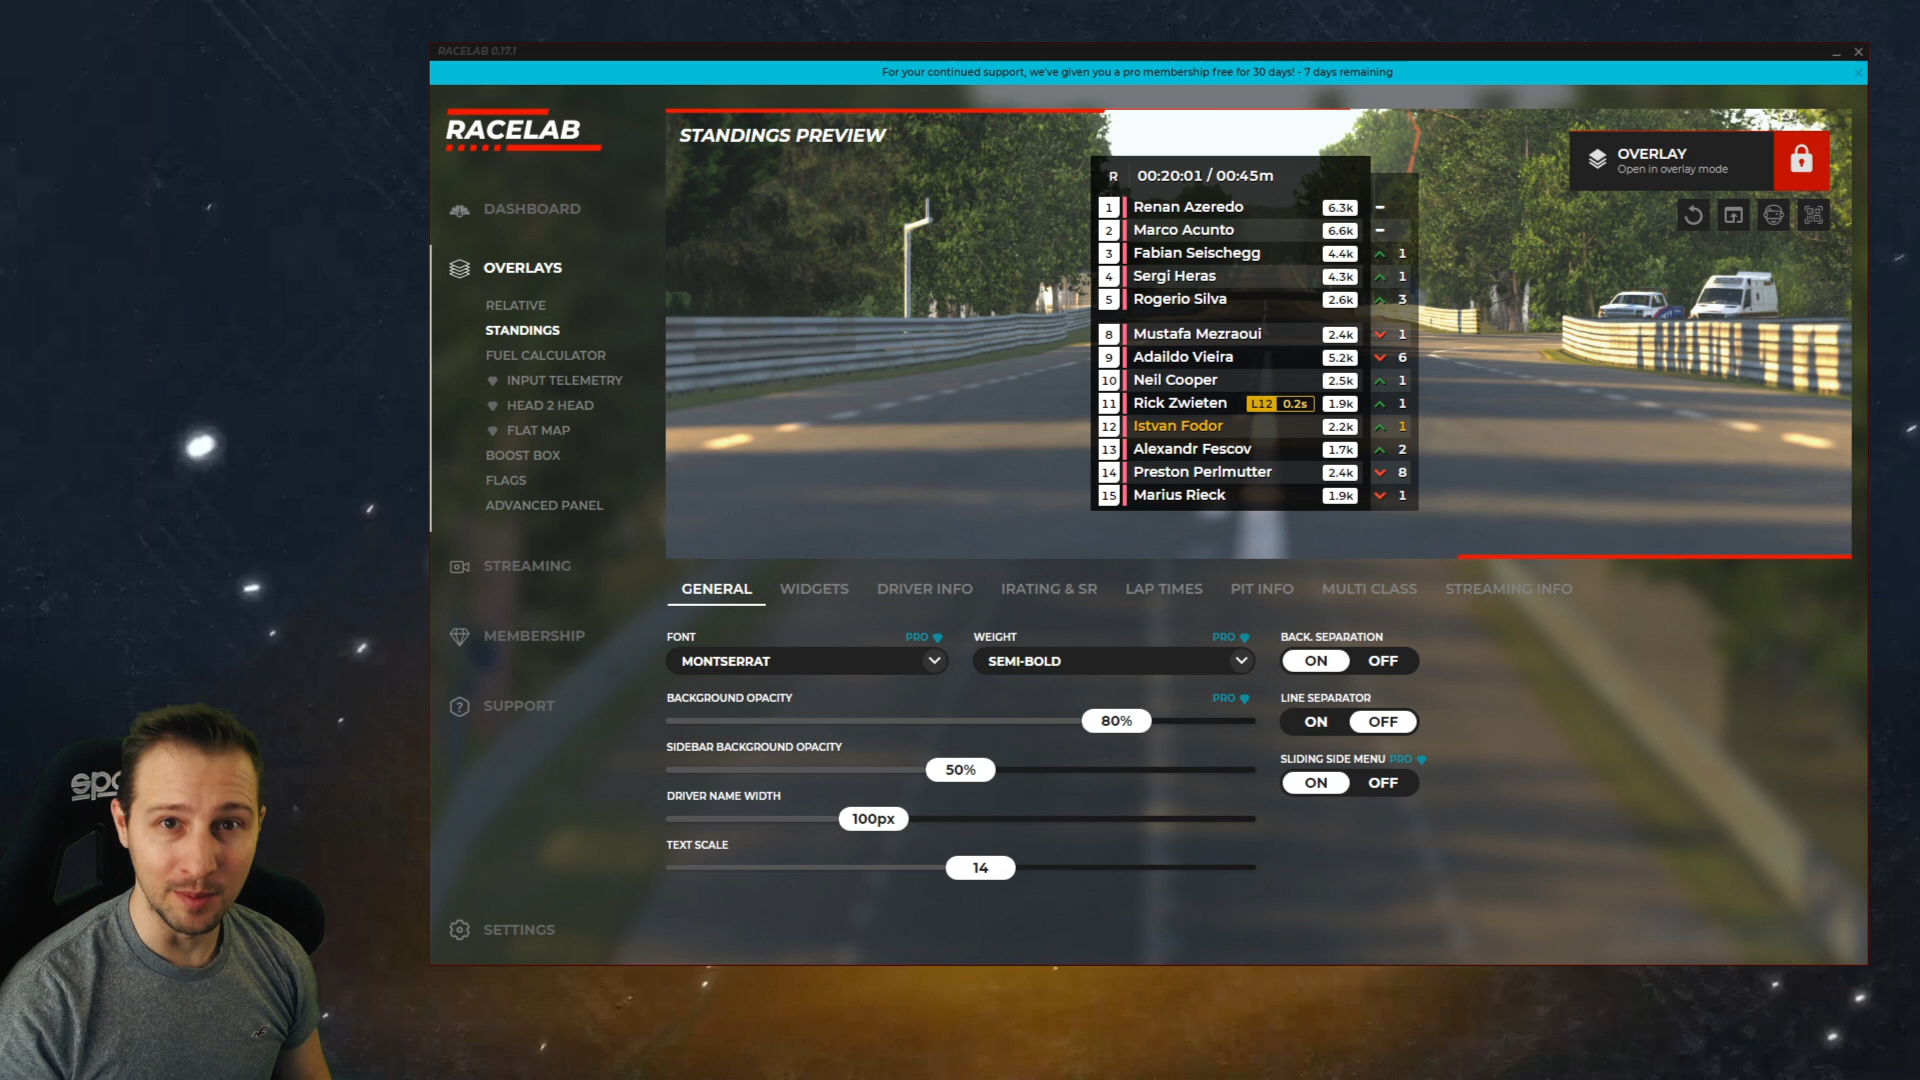 RACELAB 0.17.1
For your continued support, we've given you a pro membership free for 30 days! - 7 days remaining
RACELAB
DASHBOARD
OVERLAYS
RELATIVE
STANDINGS
FUEL CALCULATOR
INPUT TELEMETRY
HEAD 2 HEAD
FLAT MAP
BOOST BOX
FLAGS
ADVANCED PANEL
STREAMING
MEMBERSHIP
SUPPORT
SETTINGS
STANDINGS PREVIEW
R 00:20:01 / 00:45m
1 Renan Azeredo 6.3k -
2 Marco Acunto 6.6k -
3 Fabian Seischegg 4.4k 1
4 Sergi Heras 4.3k 1
5 Rogerio Silva 2.6k 3
8 Mustafa Mezraoui 2.4k 1
9 Adaildo Vieira 5.2k 6
10 Neil Cooper 2.5k 1
11 Rick Zwieten L12 0.2s 1.9k 1
12 Istvan Fodor 2.2k 1
13 Alexandr Fescov 1.7k 2
14 Preston Perlmutter 2.4k 8
15 Marius Rieck 1.9k 1
OVERLAY
Open in overlay mode
GENERAL WIDGETS DRIVER INFO IRATING & SR LAP TIMES PIT INFO MULTI CLASS STREAMING INFO
FONT PRO WEIGHT PRO BACK. SEPARATION
MONTSERRAT SEMI-BOLD ON OFF
BACKGROUND OPACITY PRO LINE SEPARATOR
80% ON OFF
SIDEBAR BACKGROUND OPACITY SLIDING SIDE MENU PRO
50% ON OFF
DRIVER NAME WIDTH
100px
TEXT SCALE
14